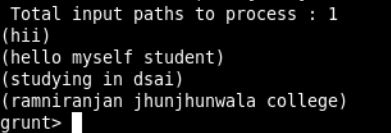 Total input paths to process : 1
(hii)
(hello myself student)
(studying in dsai)
(ramniranjan jhunjhunwala college)
grunt>